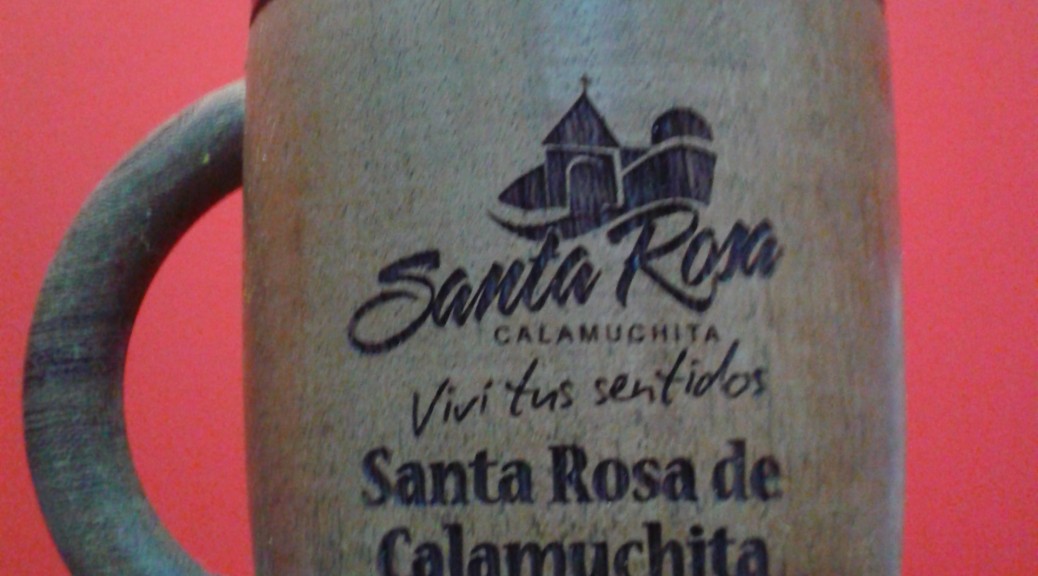 Santa Rosa
CALAMUCHITA
Viví tus sentidos
Santa Rosa de
Calamuchita